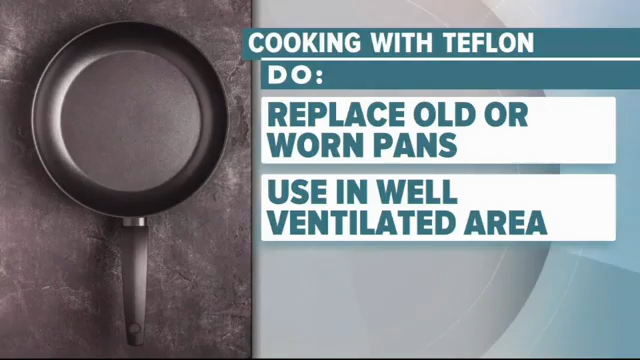 COOKING WITH TEFLON
DO:
REPLACE OLD OR
WORN PANS
USE IN WELL
VENTILATED AREA